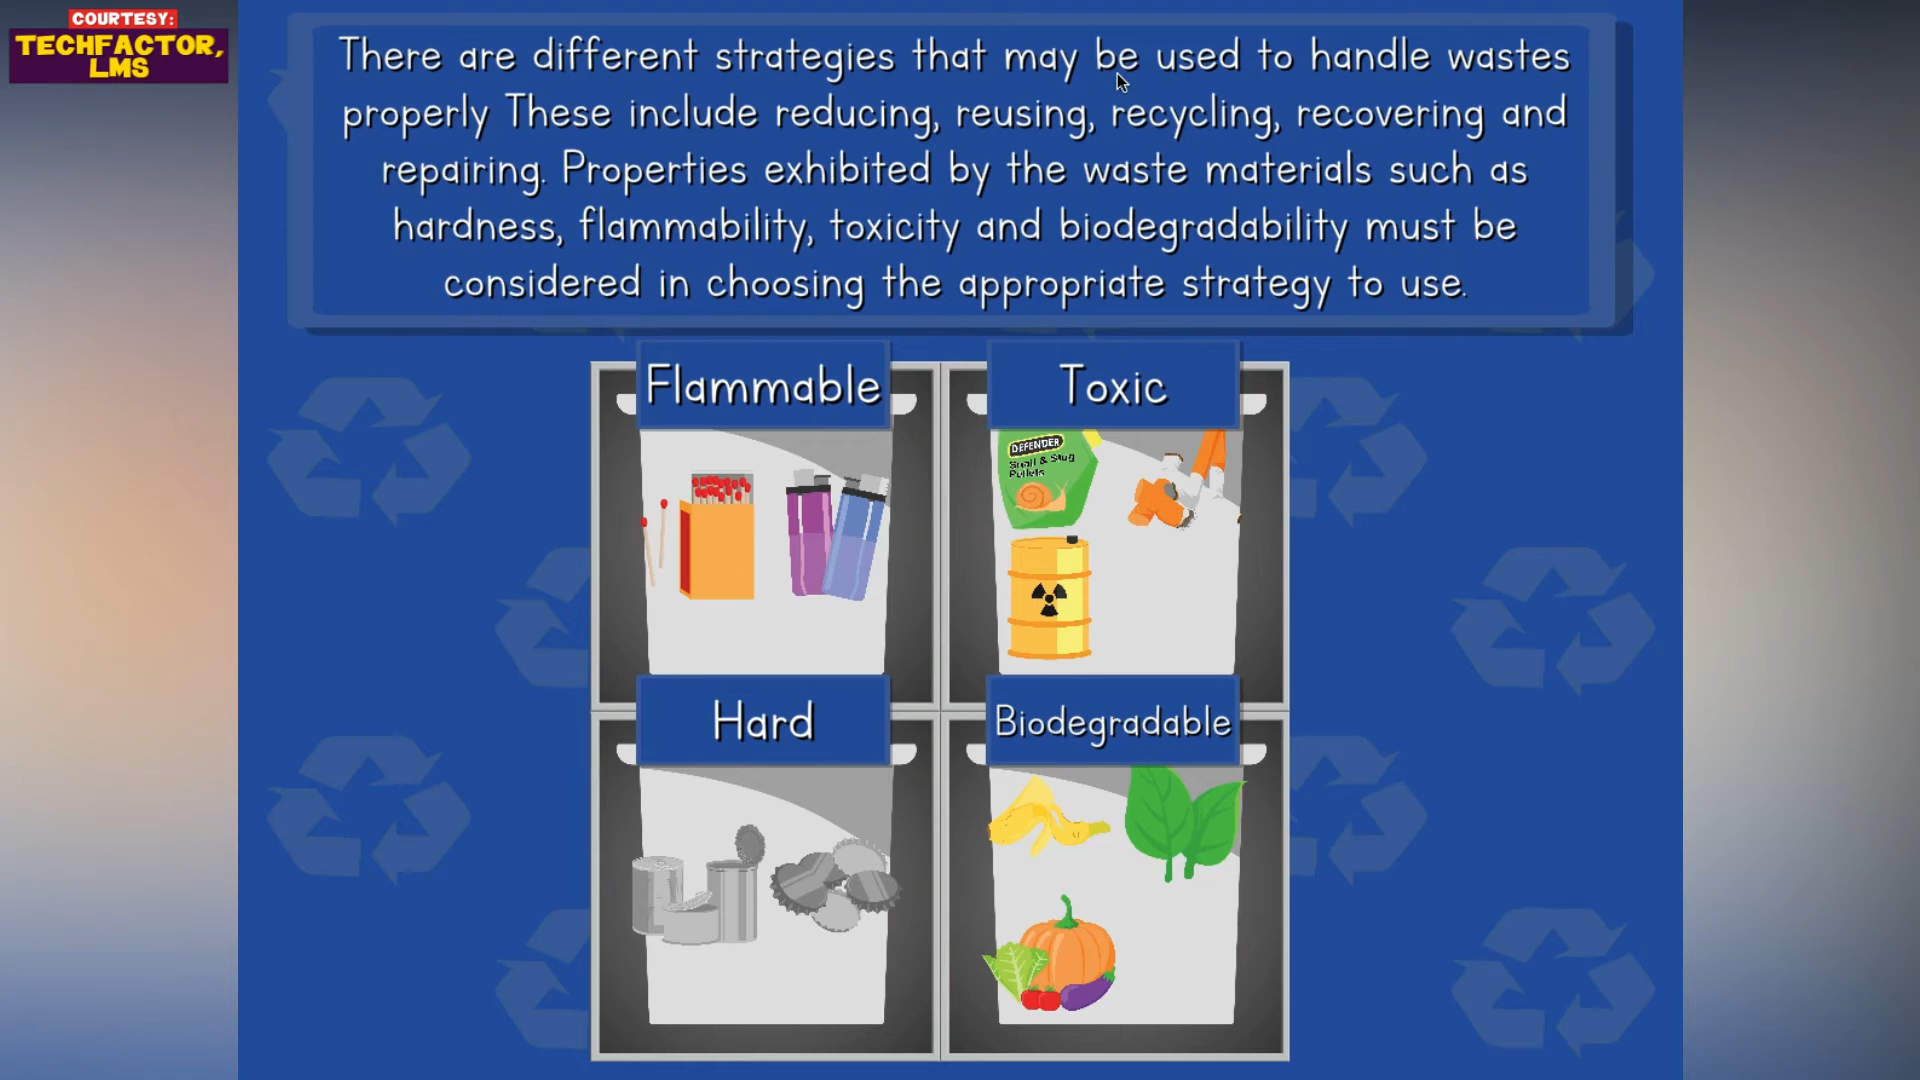 COURTESY:
TECHFACTOR,
LMS
There are different strategies that may be used to handle wastes
properly These include reducing, reusing, recycling, recovering and
repairing. Properties exhibited by the waste materials such as
hardness, flammability, toxicity and biodegradability must be
considered in choosing the appropriate strategy to use.
Flammable
Toxic
DEFENDER
Snail & Slug
Pellets
Hard
Biodegradable